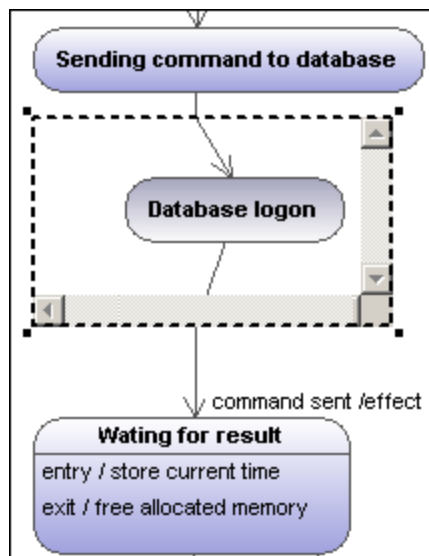 Sending command to database
Database logon
command sent /effect
Wating for result
entry / store current time
exit / free allocated memory